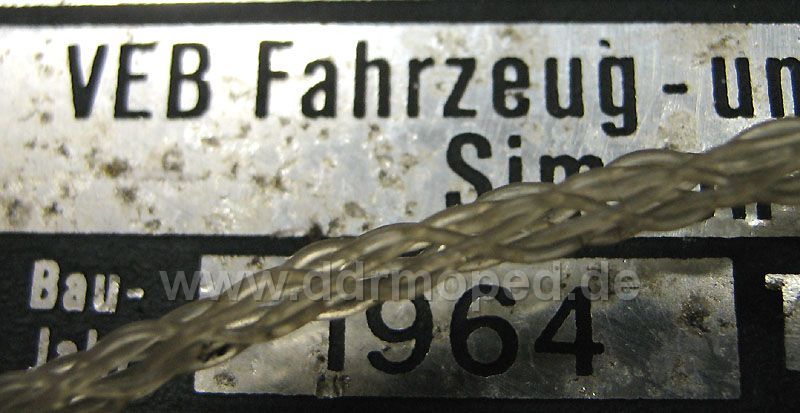 VEB Fahrzeug - un
Sim
Bau-
1964
www.ddrmoped.de